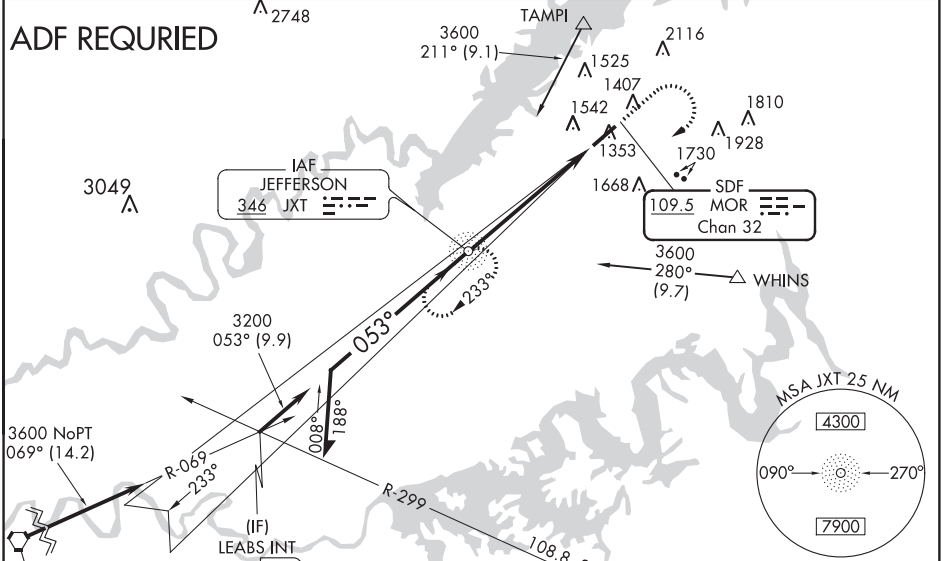 2748
ADF REQURIED
TAMPI
3600
211° (9.1)
2116
1525
1407
1542
1810
1928
1353
1730
1668
3049
IAF
JEFFERSON
346 JXT
SDF
109.5 MOR
Chan 32
3600
280°
(9.7)
WHINS
233°
053°
3200
053° (9.9)
008°
188°
3600 NoPT
069° (14.2)
R-069
233°
R-299
(IF)
LEABS INT
108.8
MSA JXT 25 NM
4300
090°
270°
7900